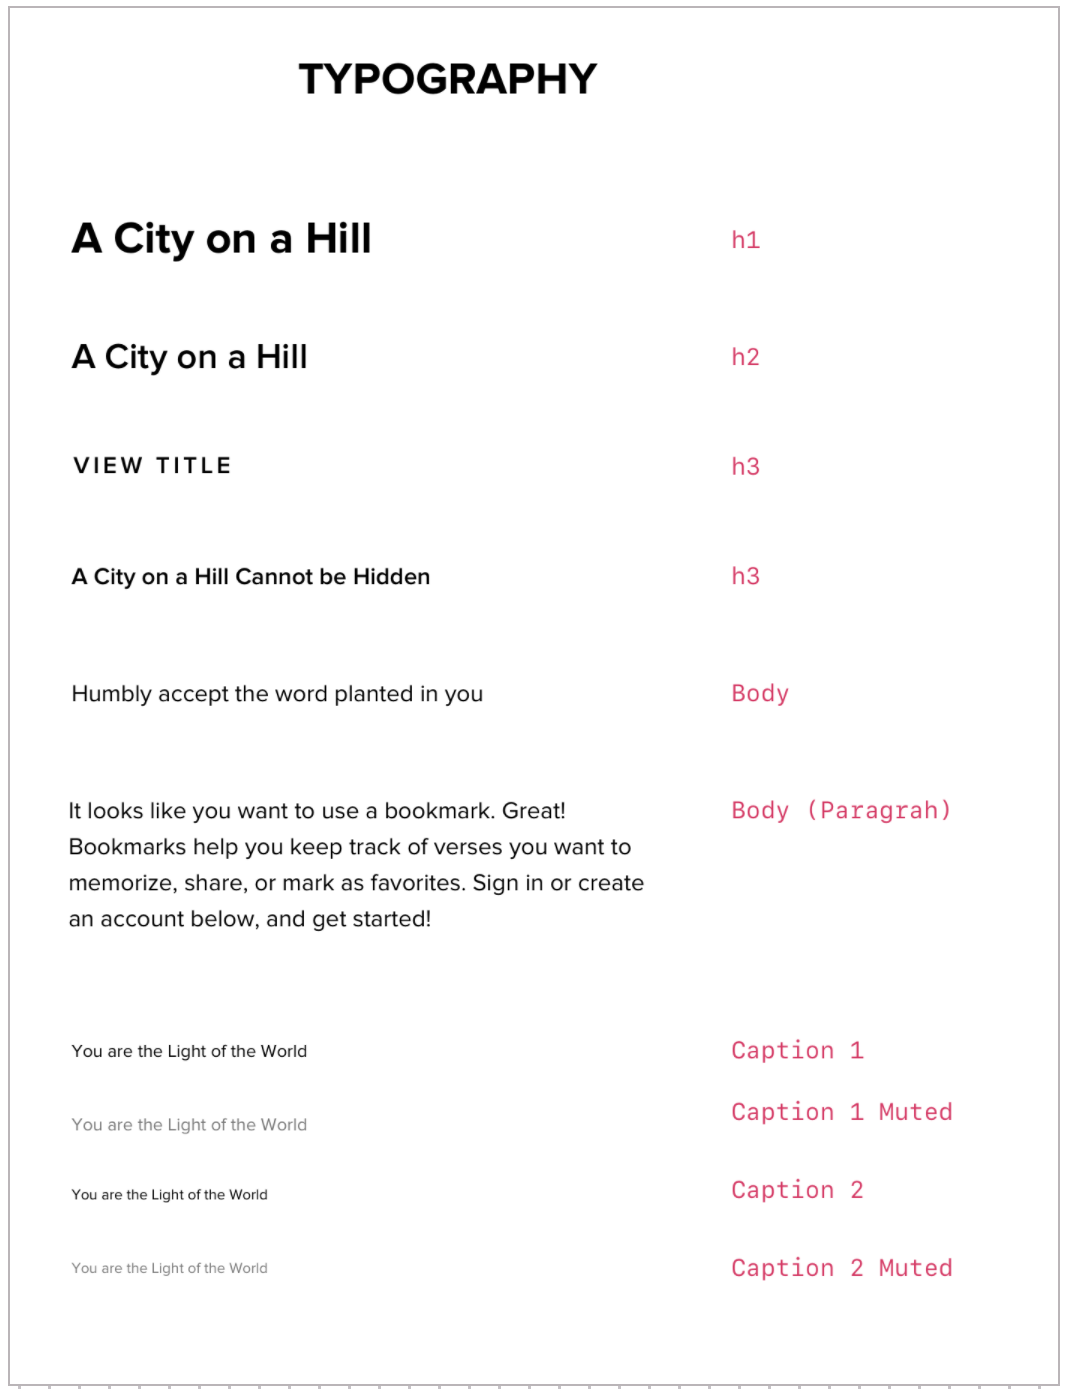 TYPOGRAPHY
A City on a Hill
h1
A City on a Hill
h2
VIEW TITLE
h3
A City on a Hill Cannot be Hidden
h3
Humbly accept the word planted in you
Body
It looks like you want to use a bookmark. Great!
Body (Paragrah)
Bookmarks help you keep track of verses you want to
memorize, share, or mark as favorites. Sign in or create
an account below, and get started!
You are the Light of the World
Caption 1
You are the Light of the World
Caption 1 Muted
You are the Light of the World
Caption 2
You are the Light of the World
Caption 2 Muted